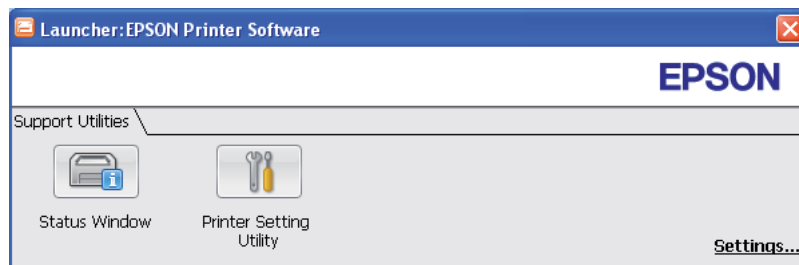 Launcher:EPSON Printer Software
EPSON
Support Utilities
Status Window
Printer Setting
Utility
Settings...